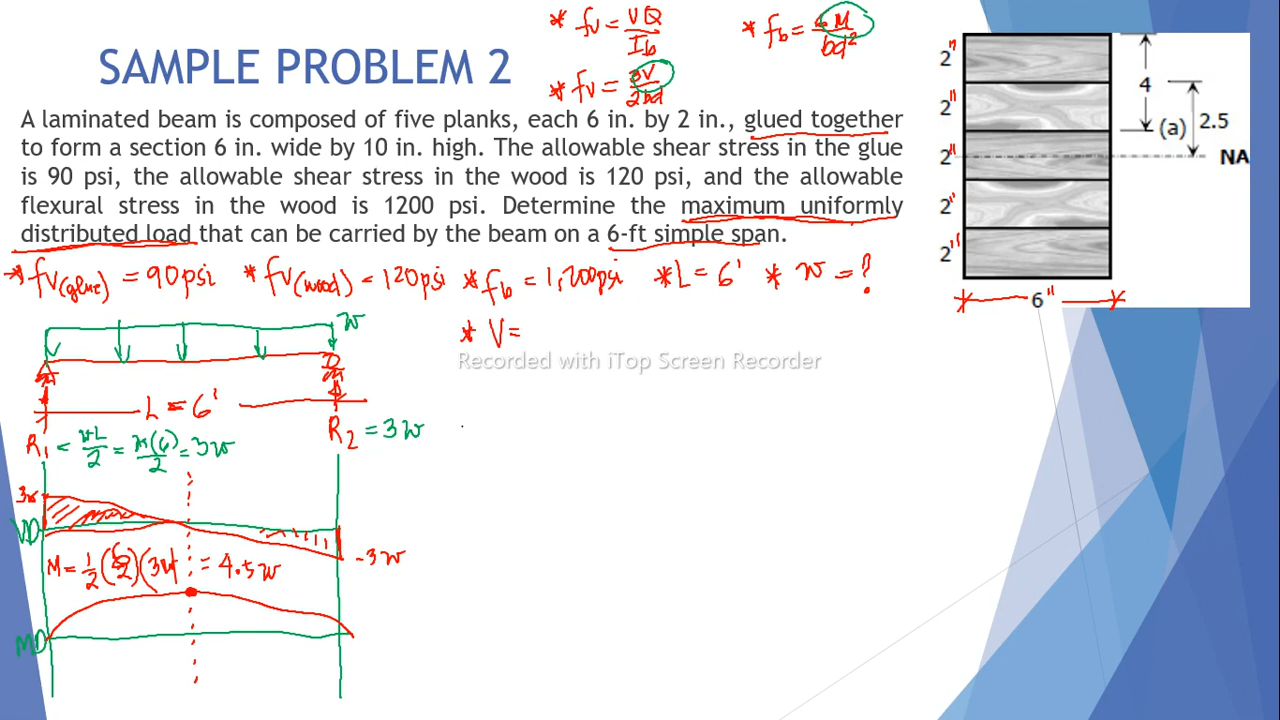 * fv = VQ/Ib
* fb = 6M/bd²
* fv = 3V/2bd
SAMPLE PROBLEM 2
A laminated beam is composed of five planks, each 6 in. by 2 in., glued together
to form a section 6 in. wide by 10 in. high. The allowable shear stress in the glue
is 90 psi, the allowable shear stress in the wood is 120 psi, and the allowable
flexural stress in the wood is 1200 psi. Determine the maximum uniformly
distributed load that can be carried by the beam on a 6-ft simple span.
2"
2"
2"
2"
2"
4
(a)
2.5
NA
6"
* fv(glue) = 90psi * fv(wood) = 120psi * fb = 1,200psi * L = 6' * w = ?
* V =
Recorded with iTop Screen Recorder
w
L = 6'
R1 = wL/2 = w(6)/2 = 3w
R2 = 3w
3w
VD
-3w
M = 1/2 (6/2)(3w) = 4.5w
MD